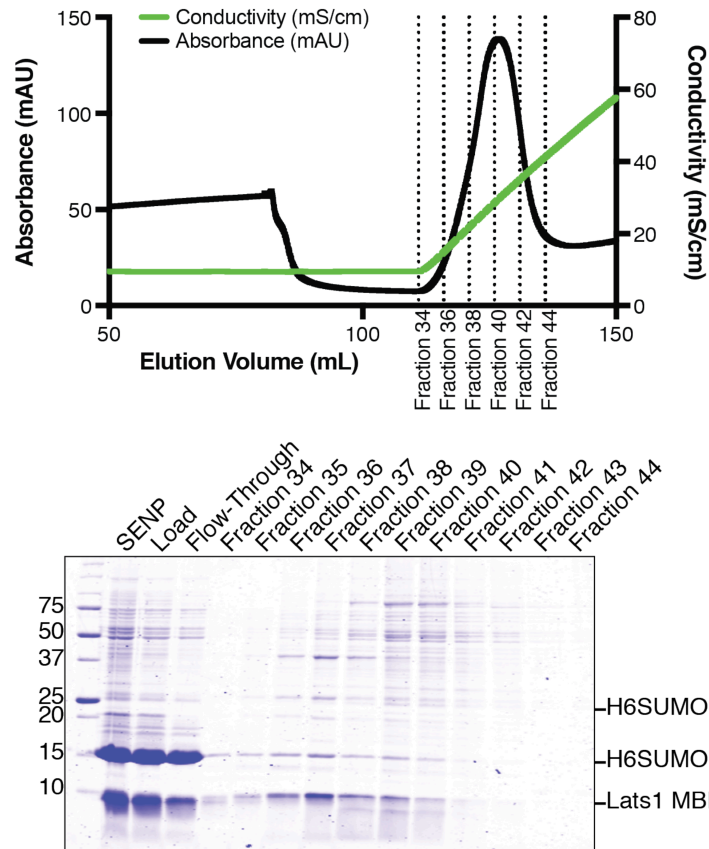 150
80
Conductivity (mS/cm)
Absorbance (mAU)
100
60
40
50
20
0
0
50
100
150
Absorbance (mAU)
Conductivity (mS/cm)
Elution Volume (mL)
Fraction 34
Fraction 36
Fraction 38
Fraction 40
Fraction 42
Fraction 44
SENP
Load
Flow-Through
Fraction 34
Fraction 35
Fraction 36
Fraction 37
Fraction 38
Fraction 39
Fraction 40
Fraction 41
Fraction 42
Fraction 43
Fraction 44
75
50
37
25
20
15
10
H6SUMO
H6SUMO
Lats1 MB